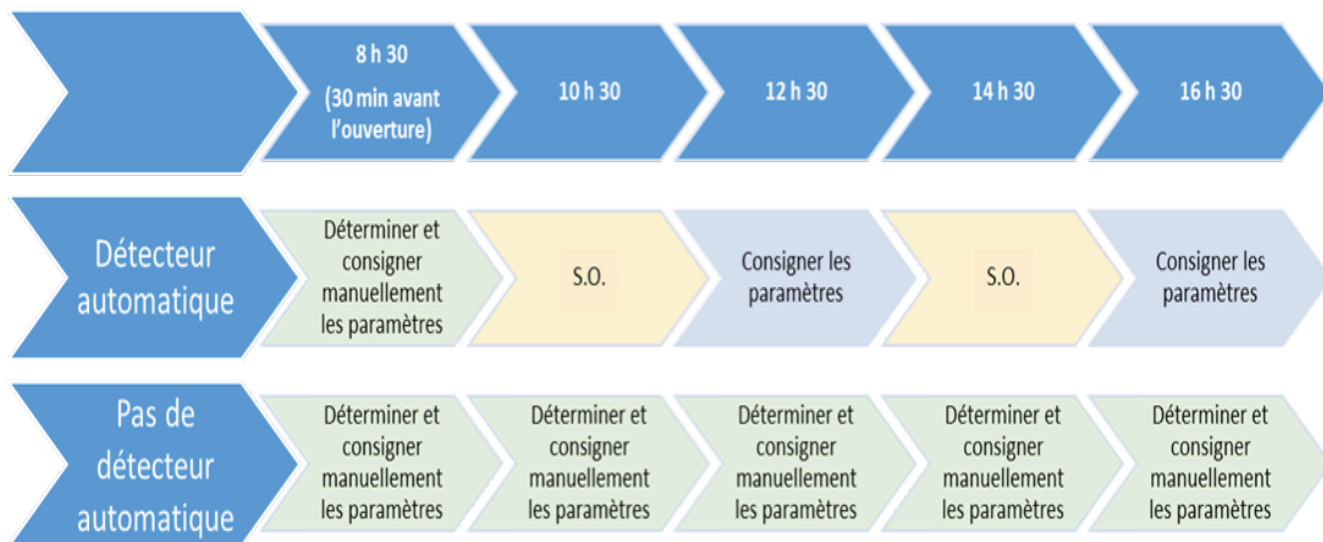 8 h 30
(30 min avant
l'ouverture)
10 h 30
12 h 30
14 h 30
16 h 30
Détecteur
automatique
Déterminer et
consigner
manuellement
les paramètres
S.O.
Consigner les
paramètres
S.O.
Consigner les
paramètres
Pas de
détecteur
automatique
Déterminer et
consigner
manuellement
les paramètres
Déterminer et
consigner
manuellement
les paramètres
Déterminer et
consigner
manuellement
les paramètres
Déterminer et
consigner
manuellement
les paramètres
Déterminer et
consigner
manuellement
les paramètres